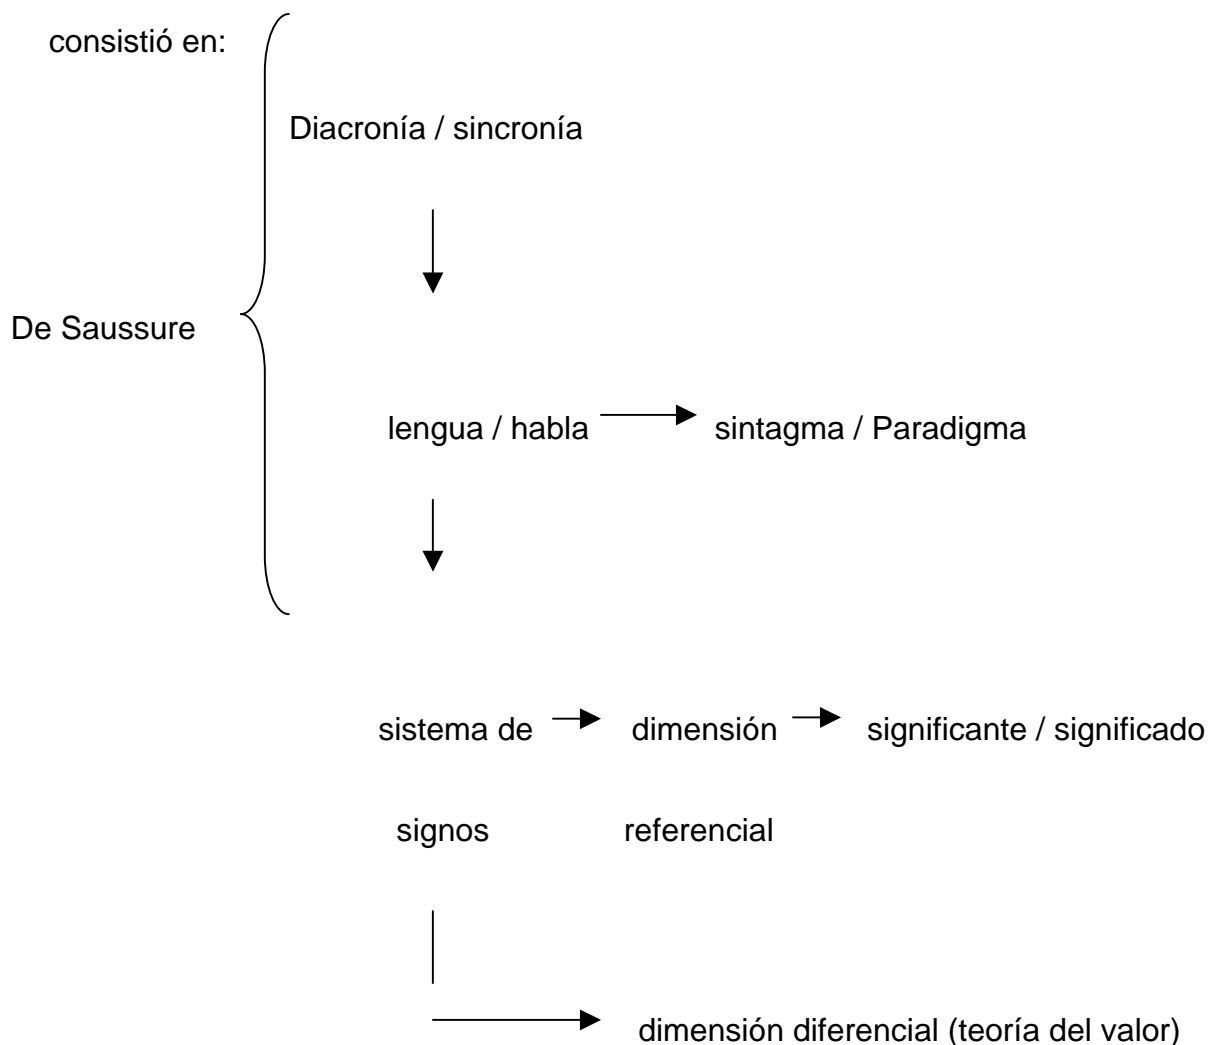 consistió en:
Diacronía / sincronía
De Saussure
lengua / habla
sintagma / Paradigma
sistema de
dimensión
significante / significado
signos
referencial
dimensión diferencial (teoría del valor)